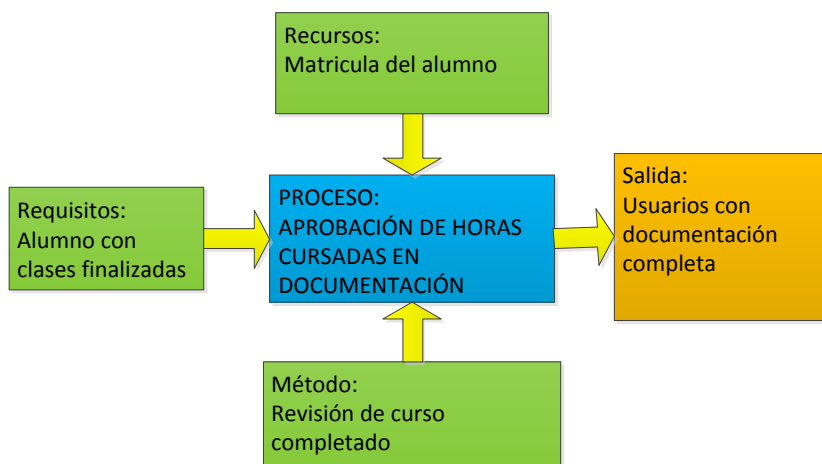 Recursos:
Matricula del alumno
Requisitos:
Alumno con
clases finalizadas
PROCESO:
APROBACIÓN DE HORAS
CURSADAS EN
DOCUMENTACIÓN
Salida:
Usuarios con
documentación
completa
Método:
Revisión de curso
completado